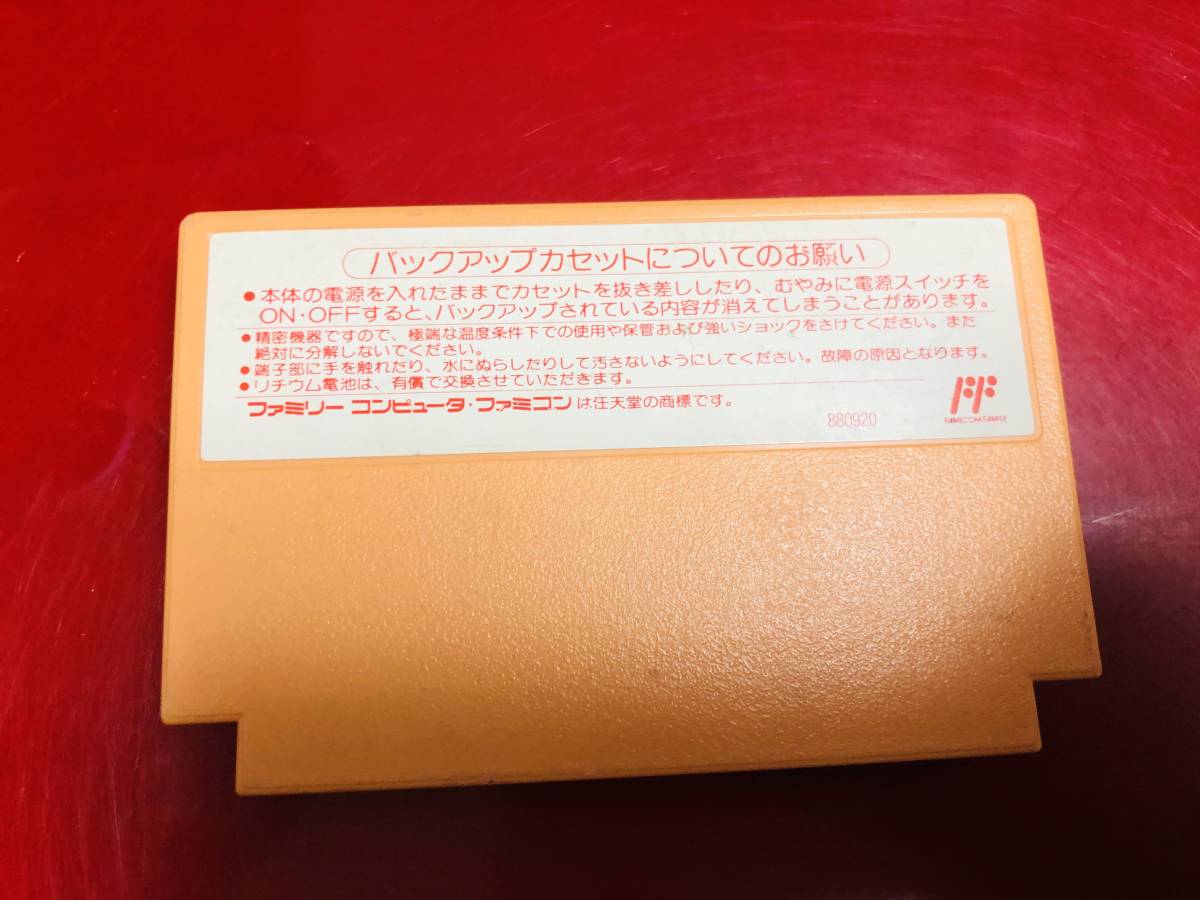 バックアップカセットについてのお願い
●本体の電源を入れたままでカセットを抜き差ししたり、むやみに電源スイッチを
ON・OFFすると、バックアップされている内容が消えてしまうことがあります。
●精密機器ですので、極端な温度条件下での使用や保管および強いショックをさけてください。また
絶対に分解しないでください。
●端子部に手を触れたり、水にぬらしたりして汚さないようにしてください。故障の原因となります。
●リチウム電池は、有償で交換させていただきます。
ファミリー コンピュータ・ファミコンは任天堂の商標です。
880920
FF
FAMICOM FAMILY